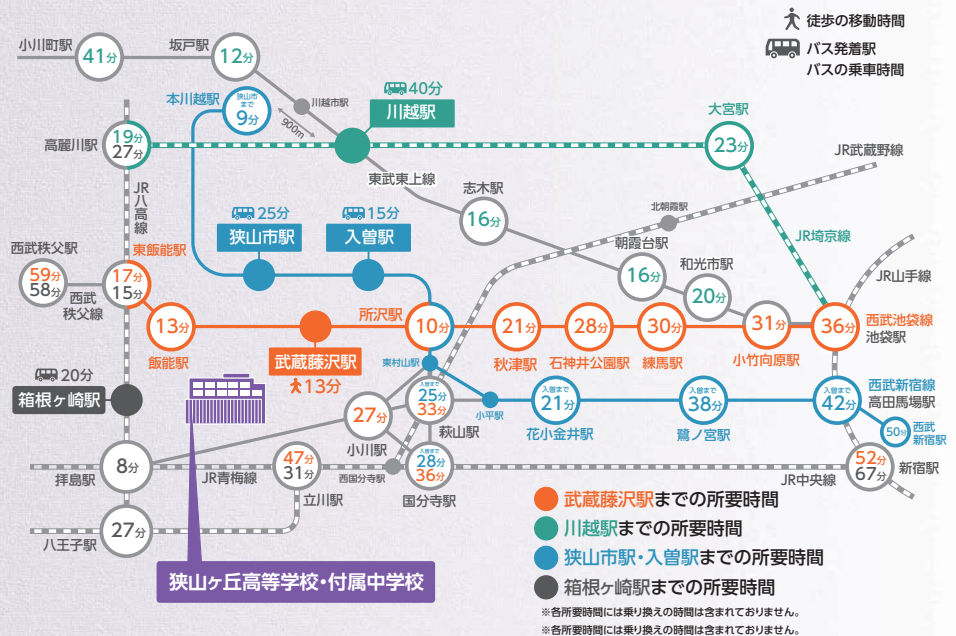 徒歩の移動時間
バス発着駅
バスの乗車時間
小川町駅
41分
坂戸駅
12分
本川越駅
狭山市まで
9分
川越市駅
900m
40分
川越駅
大宮駅
23分
JR武蔵野線
高麗川駅
19分
27分
東武東上線
志木駅
16分
JR八高線
25分
狭山市駅
15分
入曽駅
北朝霞駅
朝霞台駅
16分
JR埼京線
和光市駅
20分
JR山手線
西武秩父駅
59分
58分
西武秩父線
東飯能駅
17分
15分
13分
飯能駅
武蔵藤沢駅
13分
所沢駅
10分
21分
秋津駅
28分
石神井公園駅
30分
練馬駅
31分
小竹向原駅
36分
西武池袋線
池袋駅
東村山駅
20分
箱根ヶ崎駅
27分
小川駅
入曽まで
25分
33分
萩山駅
小平駅
入曽まで
21分
花小金井駅
入曽まで
38分
鷺ノ宮駅
入曽まで
42分
西武新宿線
高田馬場駅
50分
西武新宿駅
8分
拝島駅
JR青梅線
47分
31分
立川駅
西国分寺駅
入曽まで
28分
36分
国分寺駅
JR中央線
52分
67分
新宿駅
27分
八王子駅
狭山ヶ丘高等学校・付属中学校
武蔵藤沢駅までの所要時間
川越駅までの所要時間
狭山市駅・入曽駅までの所要時間
箱根ヶ崎駅までの所要時間
※各所要時間には乗り換えの時間は含まれておりません。
※各所要時間には乗り換えの時間は含まれておりません。